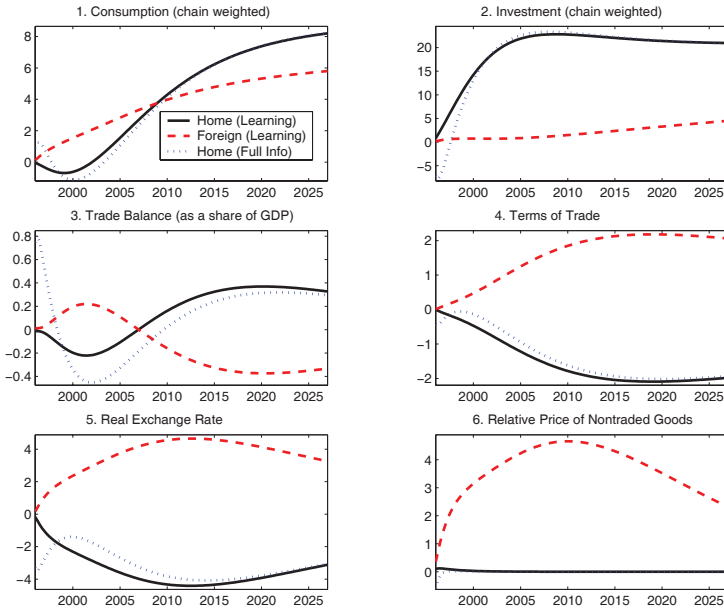 1. Consumption (chain weighted)
8
6
4
2
0
2000 2005 2010 2015 2020 2025
Home (Learning)
Foreign (Learning)
Home (Full Info)
2. Investment (chain weighted)
20
15
10
5
0
−5
2000 2005 2010 2015 2020 2025
3. Trade Balance (as a share of GDP)
0.8
0.6
0.4
0.2
0
−0.2
−0.4
2000 2005 2010 2015 2020 2025
4. Terms of Trade
2
1
0
−1
−2
2000 2005 2010 2015 2020 2025
5. Real Exchange Rate
4
2
0
−2
−4
2000 2005 2010 2015 2020 2025
6. Relative Price of Nontraded Goods
4
3
2
1
0
2000 2005 2010 2015 2020 2025